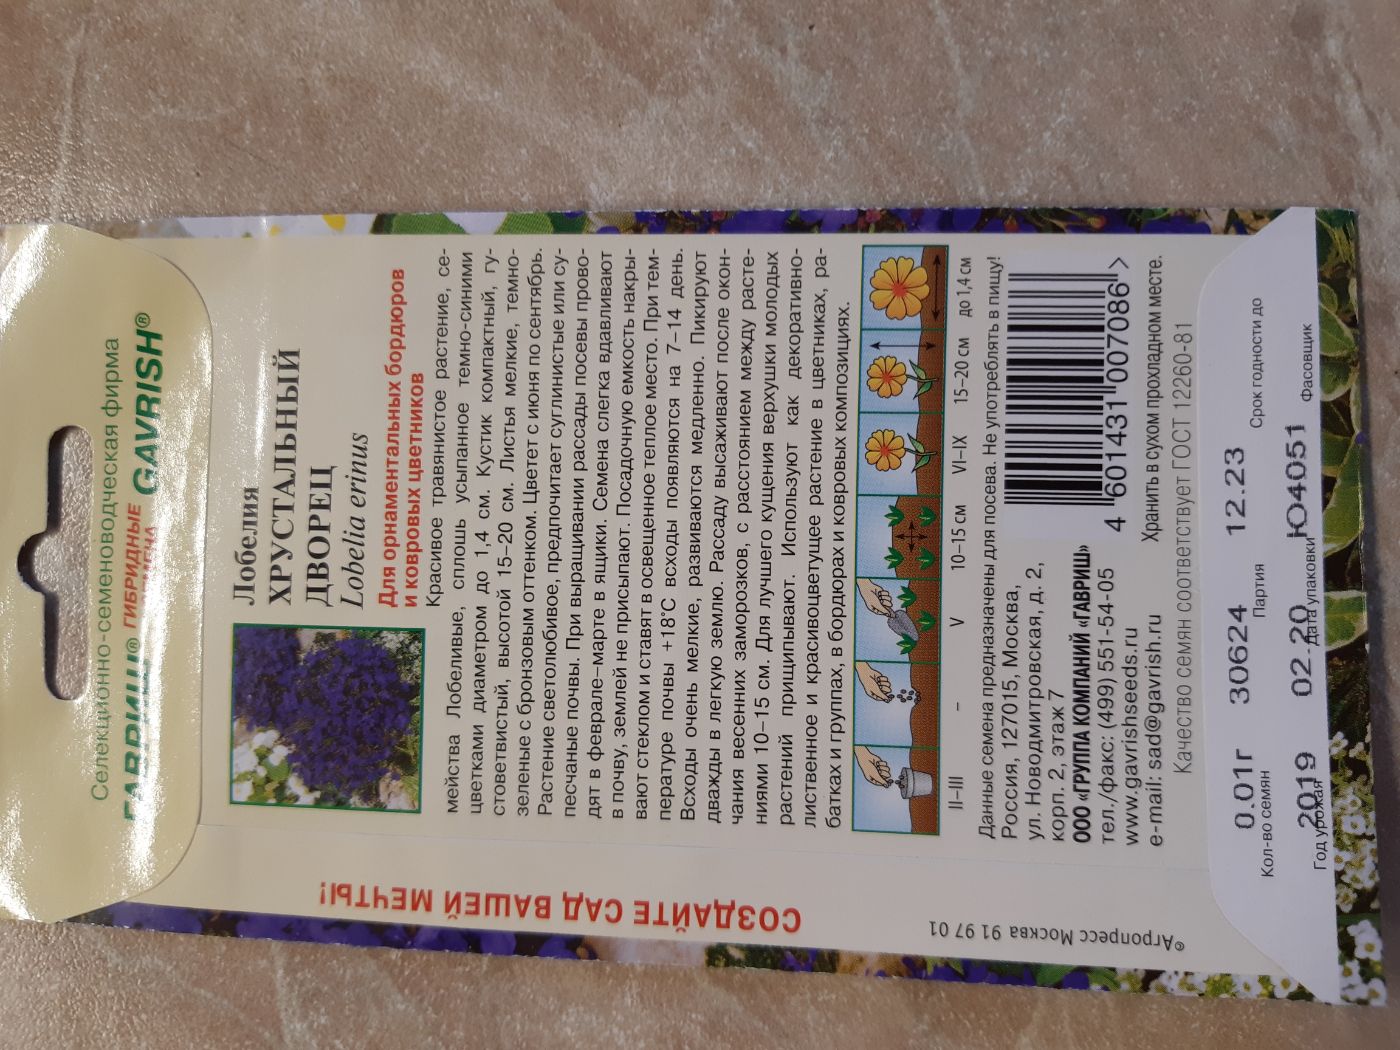 Селекционно-семеноводческая фирма
ГАВРИШ® ГИБРИДНЫЕ GAVRISH®
Лобелия
ХРУСТАЛЬНЫЙ
ДВОРЕЦ
Lobelia erinus
Для орнаментальных бордюров
и ковровых цветников
Красивое травянистое растение, се-
мейства Лобелиевые, сплошь усыпанное темно-синими
цветками диаметром до 1,4 см. Кустик компактный, гу-
стоветвистый, высотой 15–20 см. Листья мелкие, темно-
зеленые с бронзовым оттенком. Цветет с июня по сентябрь.
Растение светолюбивое, предпочитает суглинистые или су-
песчаные почвы. При выращивании рассады посевы прово-
дят в феврале–марте в ящики. Семена слегка вдавливают
в почву, землей не присыпают. Посадочную емкость накры-
вают стеклом и ставят в освещенное теплое место. При тем-
пературе почвы +18°С всходы появляются на 7–14 день.
Всходы очень мелкие, развиваются медленно. Пикируют
дважды в легкую землю. Рассаду высаживают после окон-
чания весенних заморозков, с расстоянием между расте-
ниями 10–15 см. Для лучшего кущения верхушки молодых
растений прищипывают. Используют как декоративно-
лиственное и красивоцветущее растение в цветниках, ра-
батках и группах, в бордюрах и ковровых композициях.
II–III – V 10–15 см VI–IX 15–20 см до 1,4 см
Данные семена предназначены для посева. Не употреблять в пищу!
Россия, 127015, Москва,
ул. Новодмитровская, д. 2,
корп. 2, этаж 7
ООО «ГРУППА КОМПАНИЙ «ГАВРИШ»
тел./факс: (499) 551-54-05
www.gavrishseeds.ru
e-mail: sad@gavrish.ru
4 601431 007086 >
Хранить в сухом прохладном месте.
Качество семян соответствует ГОСТ 12260-81
0.01г 30624 12.23
Кол-во семян Партия Срок годности до
2019 02.20 Ю4051
Год урожая Дата упаковки Фасовщик
СОЗДАЙТЕ САД ВАШЕЙ МЕЧТЫ!
©Агропресс Москва 91 97 01